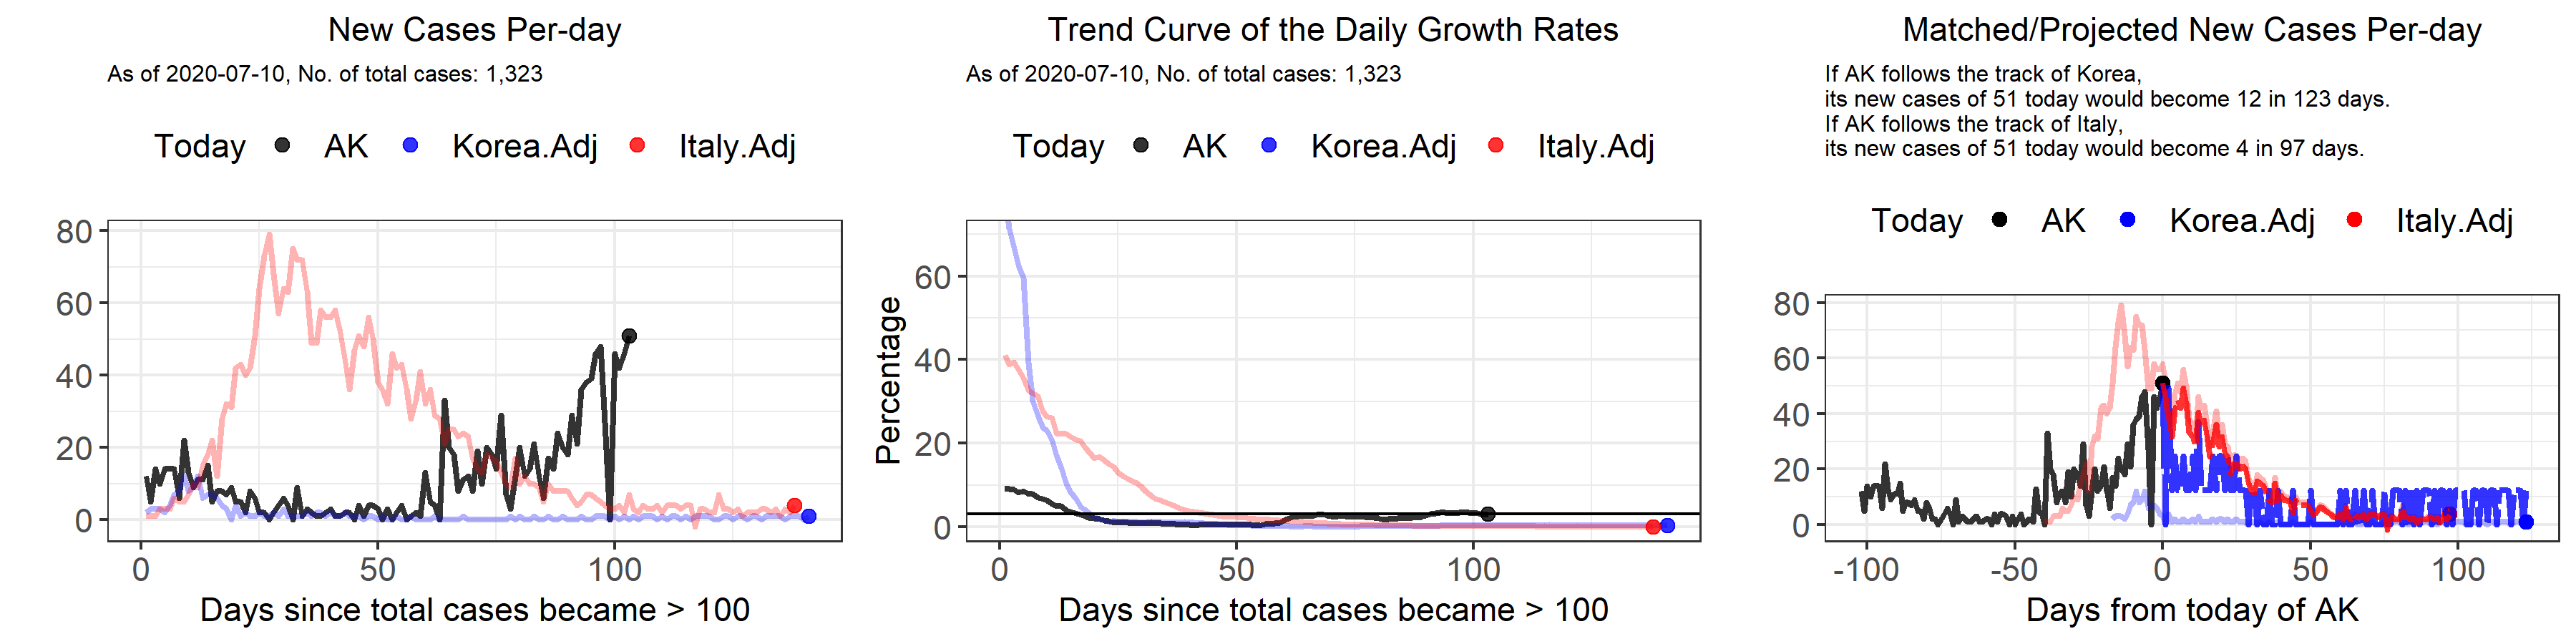 New Cases Per-day
As of 2020-07-10, No. of total cases: 1,323
Today AK Korea.Adj Italy.Adj
80
60
40
20
0
0 50 100
Days since total cases became > 100
Trend Curve of the Daily Growth Rates
As of 2020-07-10, No. of total cases: 1,323
Today AK Korea.Adj Italy.Adj
Percentage
60
40
20
0
0 50 100
Days since total cases became > 100
Matched/Projected New Cases Per-day
If AK follows the track of Korea,
its new cases of 51 today would become 12 in 123 days.
If AK follows the track of Italy,
its new cases of 51 today would become 4 in 97 days.
Today AK Korea.Adj Italy.Adj
80
60
40
20
0
-100 -50 0 50 100
Days from today of AK